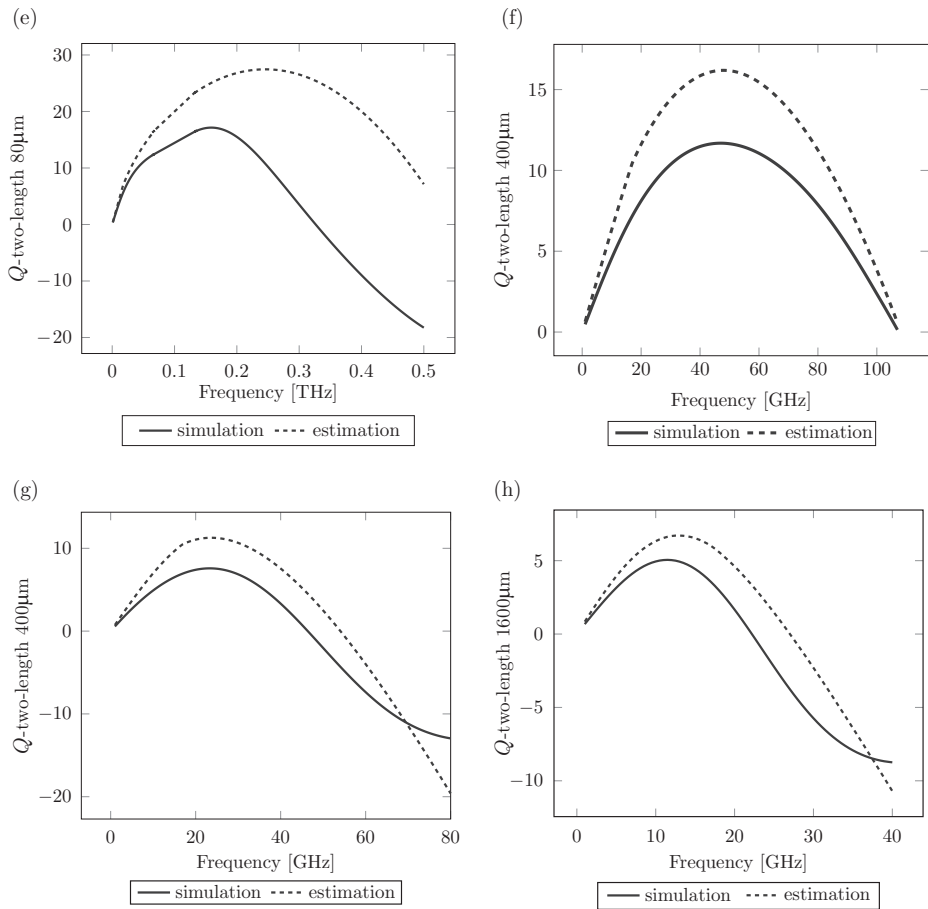 (e)
30
20
10
0
−10
−20
Q-two-length 80µm
0 0.1 0.2 0.3 0.4 0.5
Frequency [THz]
simulation estimation
(f)
15
10
5
0
Q-two-length 400µm
0 20 40 60 80 100
Frequency [GHz]
simulation estimation
(g)
10
0
−10
−20
Q-two-length 400µm
0 20 40 60 80
Frequency [GHz]
simulation estimation
(h)
5
0
−5
−10
Q-two-length 1600µm
0 10 20 30 40
Frequency [GHz]
simulation estimation